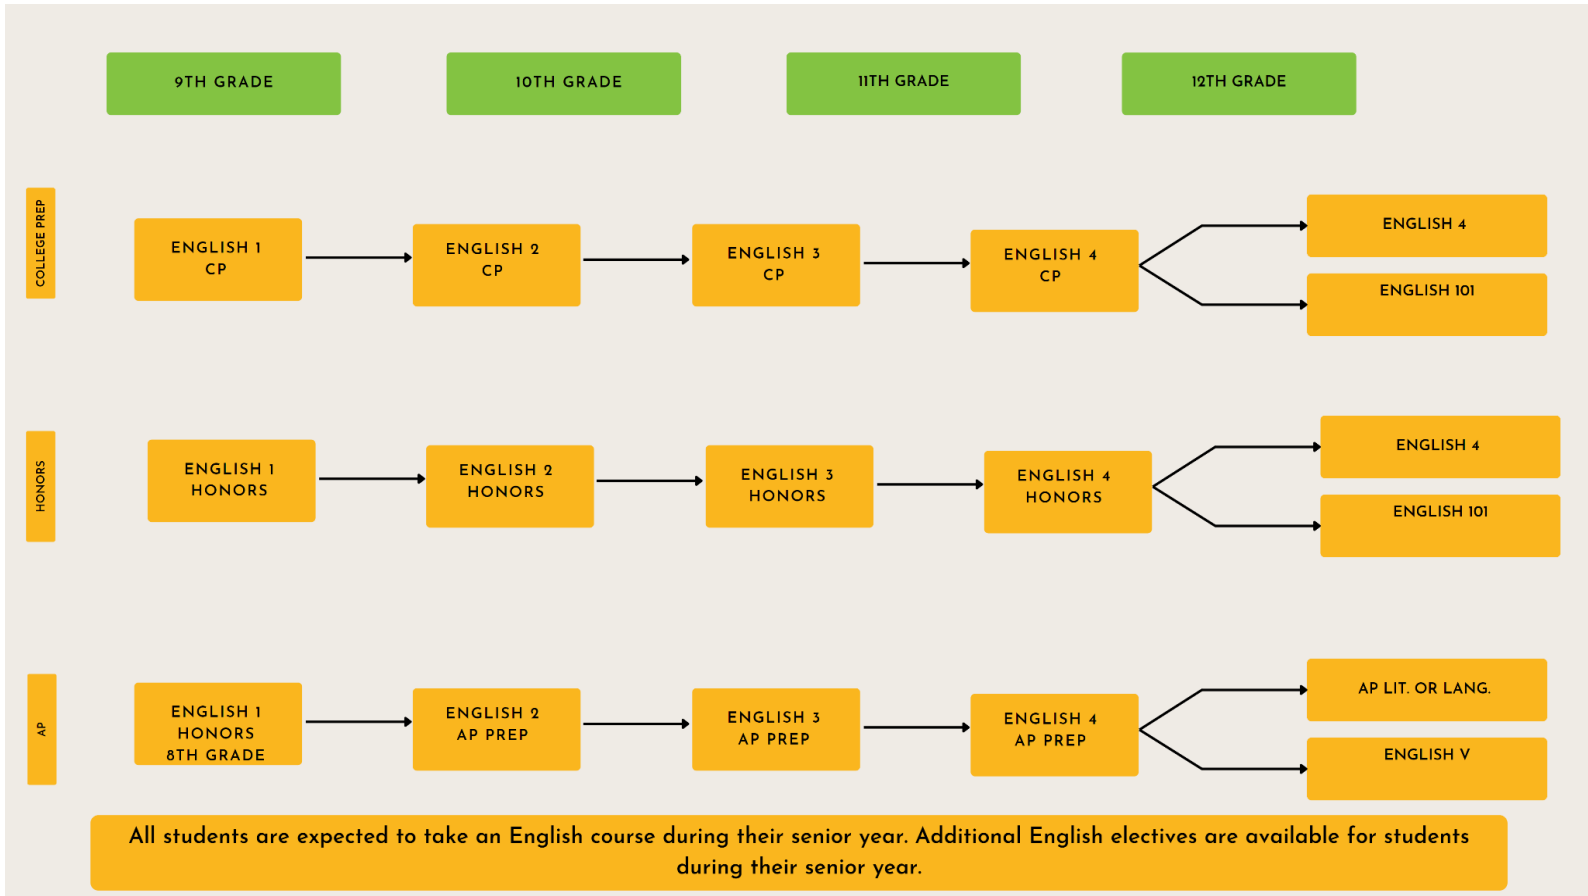 9TH GRADE
10TH GRADE
11TH GRADE
12TH GRADE
COLLEGE PREP
ENGLISH 1
CP
ENGLISH 2
CP
ENGLISH 3
CP
ENGLISH 4
CP
ENGLISH 4
ENGLISH 101
HONORS
ENGLISH 1
HONORS
ENGLISH 2
HONORS
ENGLISH 3
HONORS
ENGLISH 4
HONORS
ENGLISH 4
ENGLISH 101
AP
ENGLISH 1
HONORS
8TH GRADE
ENGLISH 2
AP PREP
ENGLISH 3
AP PREP
ENGLISH 4
AP PREP
AP LIT. OR LANG.
ENGLISH V
All students are expected to take an English course during their senior year. Additional English electives are available for students
during their senior year.